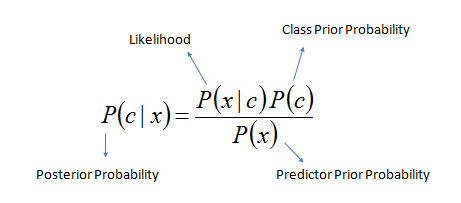 Likelihood
Class Prior Probability
P(c|x) = P(x|c)P(c) / P(x)
Posterior Probability
Predictor Prior Probability